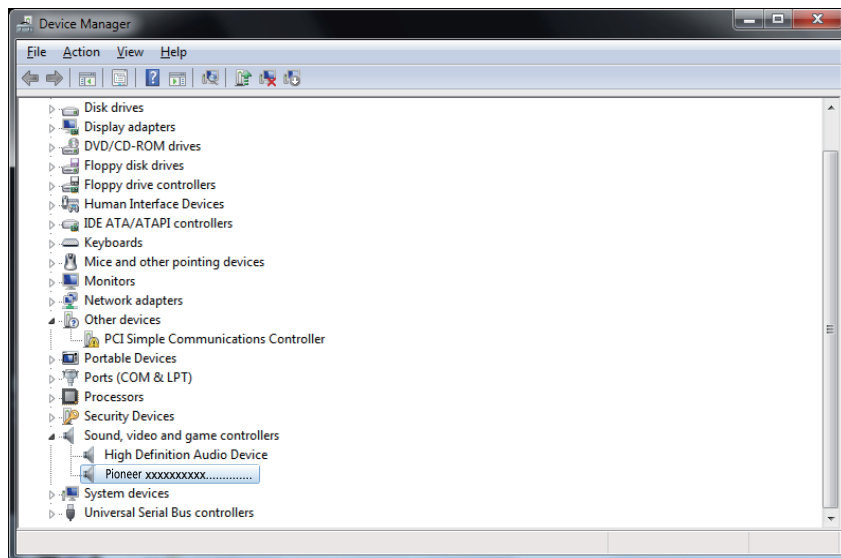 Device Manager
File Action View Help
Disk drives
Display adapters
DVD/CD-ROM drives
Floppy disk drives
Floppy drive controllers
Human Interface Devices
IDE ATA/ATAPI controllers
Keyboards
Mice and other pointing devices
Monitors
Network adapters
Other devices
PCI Simple Communications Controller
Portable Devices
Ports (COM & LPT)
Processors
Security Devices
Sound, video and game controllers
High Definition Audio Device
Pioneer xxxxxxxxxx..............
System devices
Universal Serial Bus controllers